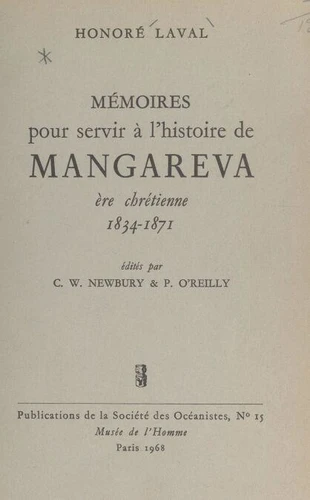 HONORÉ LAVAL
MÉMOIRES
pour servir à l'histoire de
MANGAREVA
ère chrétienne
1834-1871
édités par
C. W. NEWBURY & P. O'REILLY
Publications de la Société des Océanistes, Nº 15
Musée de l'Homme
Paris 1968